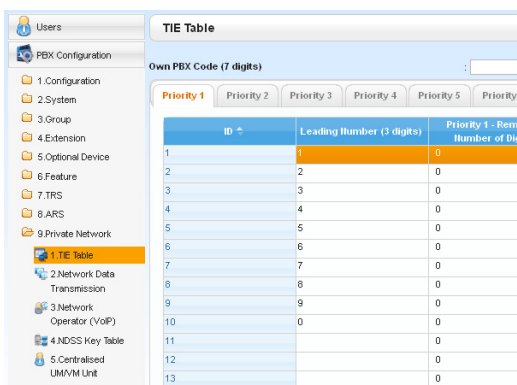 Users
PBX Configuration
1.Configuration
2.System
3.Group
4.Extension
5.Optional Device
6.Feature
7.TRS
8.ARS
9.Private Network
1.TIE Table
2.Network Data
Transmission
3.Network
Operator (VoIP)
4.NDSS Key Table
5.Centralised
UM/VM Unit
TIE Table
Own PBX Code (7 digits) :
Priority 1 Priority 2 Priority 3 Priority 4 Priority 5 Priority
ID Leading Number (3 digits) Priority 1 - Rem
Number of Dig
1 1 0
2 2 0
3 3 0
4 4 0
5 5 0
6 6 0
7 7 0
8 8 0
9 9 0
10 0 0
11 0
12 0
13 0